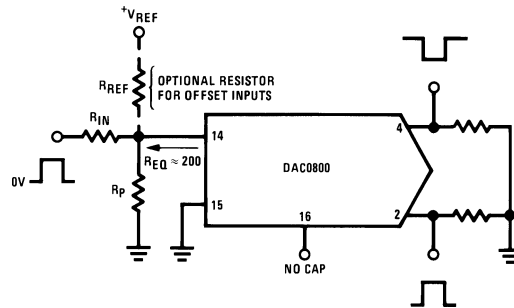 +VREF
RREF
OPTIONAL RESISTOR
FOR OFFSET INPUTS
RIN
14
4
REQ ≈ 200
DAC0800
0V
RP
15
16
2
NO CAP